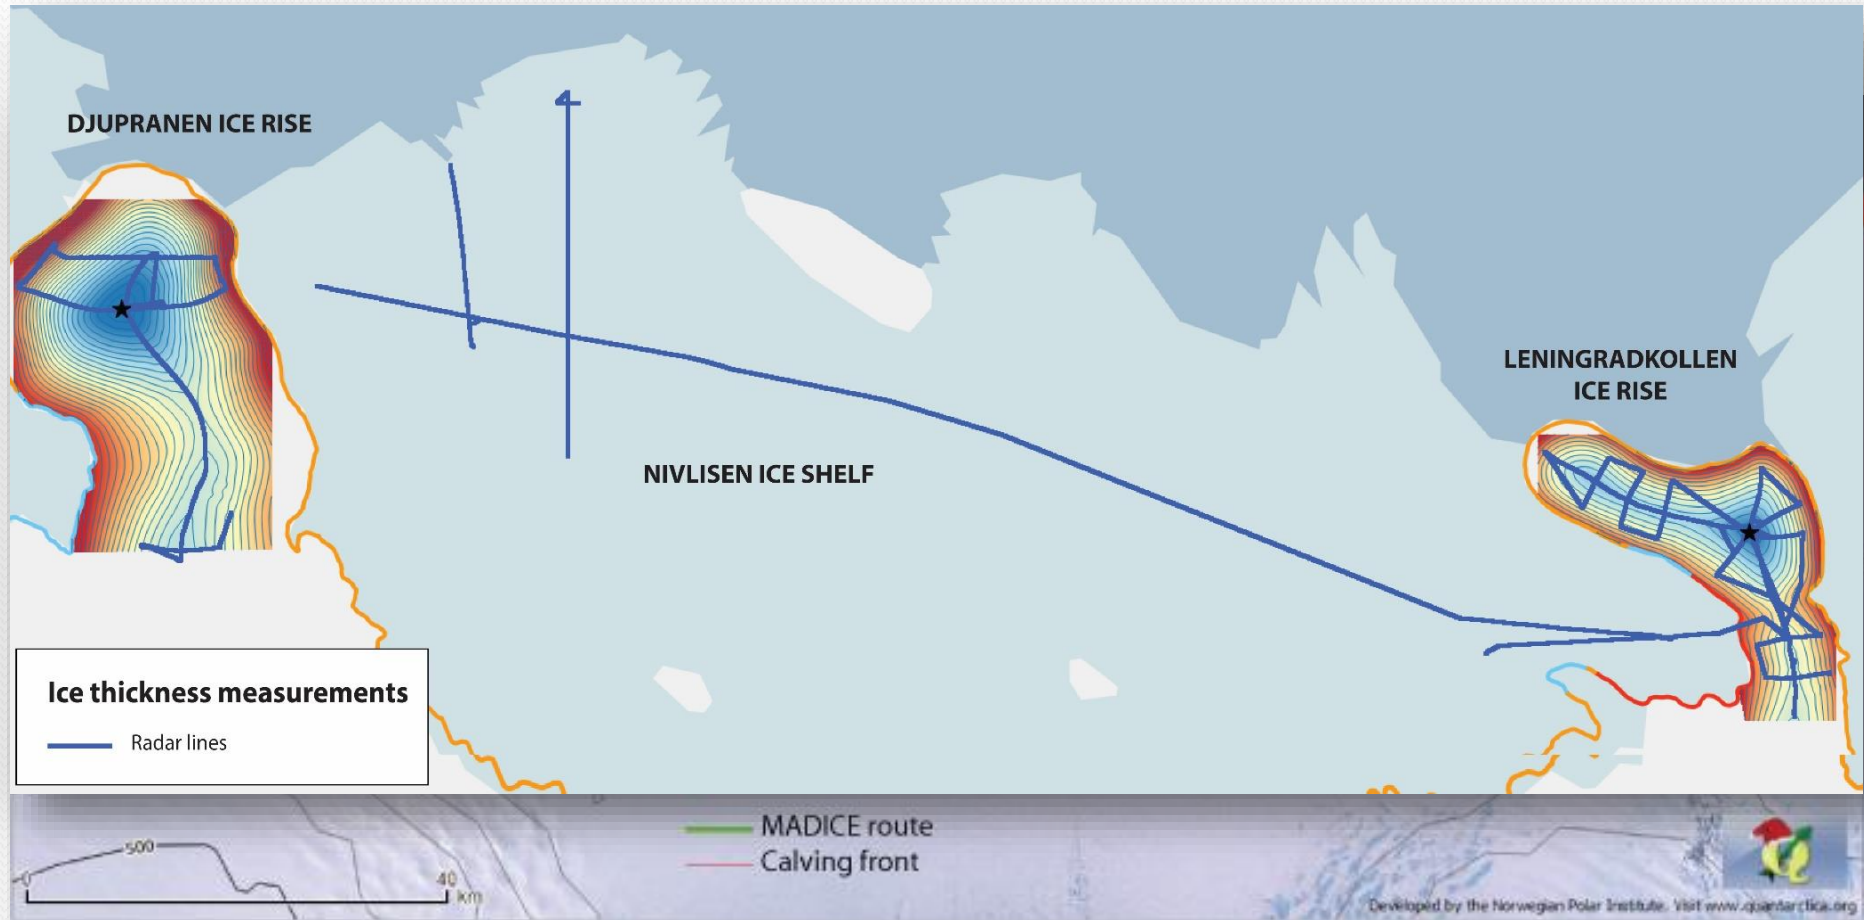 DJUPRANEN ICE RISE
LENINGRADKOLLEN
ICE RISE
NIVLISEN ICE SHELF
Ice thickness measurements
Radar lines
MADICE route
Calving front
500
0
40
km
Developed by the Norwegian Polar Institute. Visit www.quantarctica.org